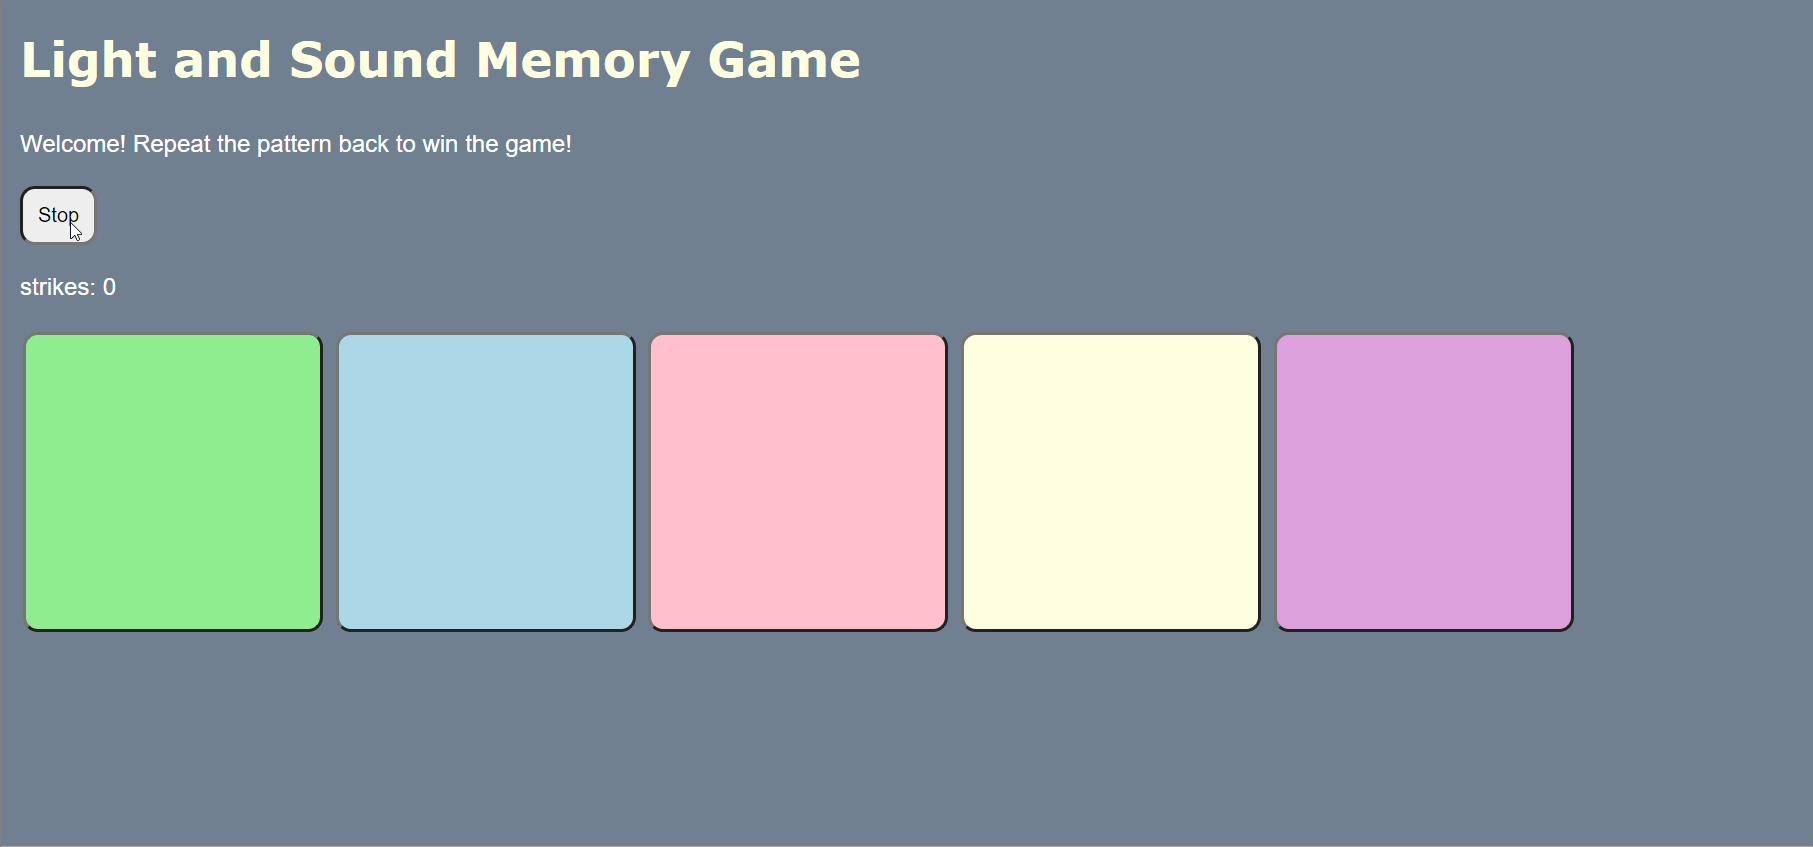 Light and Sound Memory Game
Welcome! Repeat the pattern back to win the game!
Stop
strikes: 0